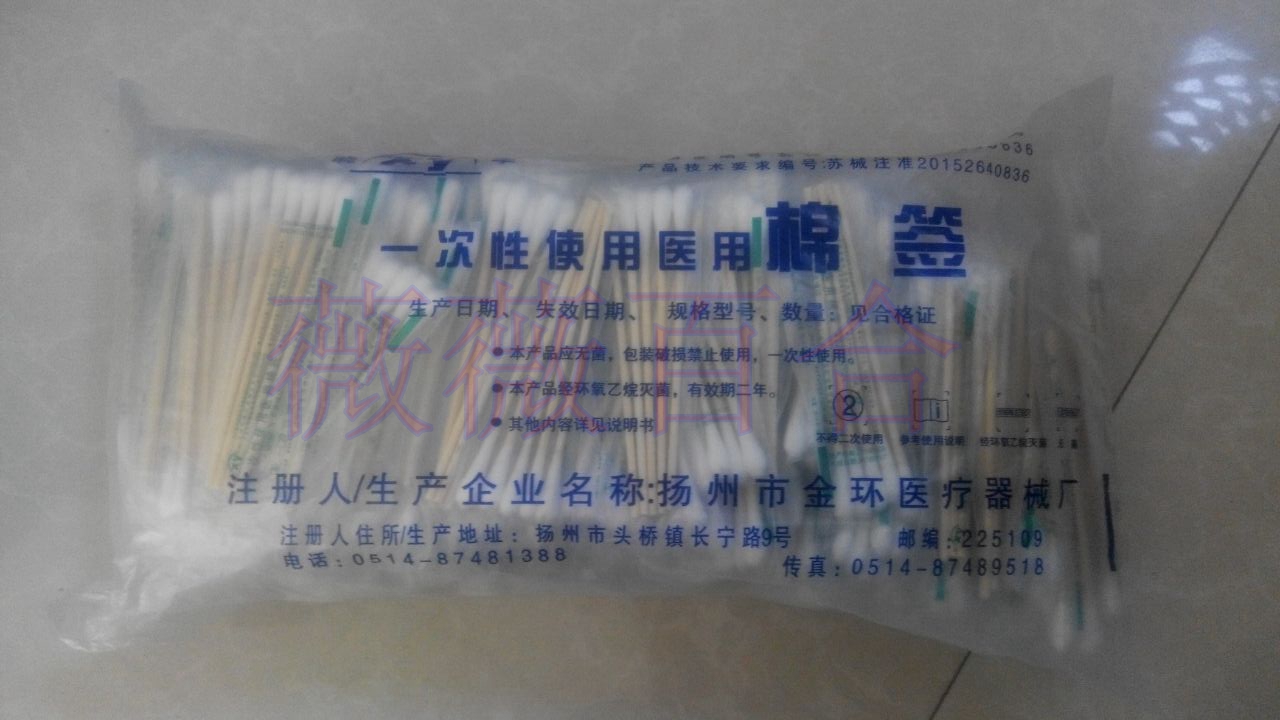 产品技术要求编号:苏械注准20152640836
一次性使用医用棉签
生产日期、失效日期、规格型号、数量：见合格证
●本产品应无菌，包装破损禁止使用，一次性使用。
●本产品经环氧乙烷灭菌，有效期二年。
●其他内容详见说明书
②
不得二次使用 参考使用说明 经环氧乙烷灭菌
注册人/生产企业名称:扬州市金环医疗器械厂
注册人住所/生产地址：扬州市头桥镇长宁路9号 邮编:225109
电话:0514-87481388 传真:0514-87489518
薇薇百合